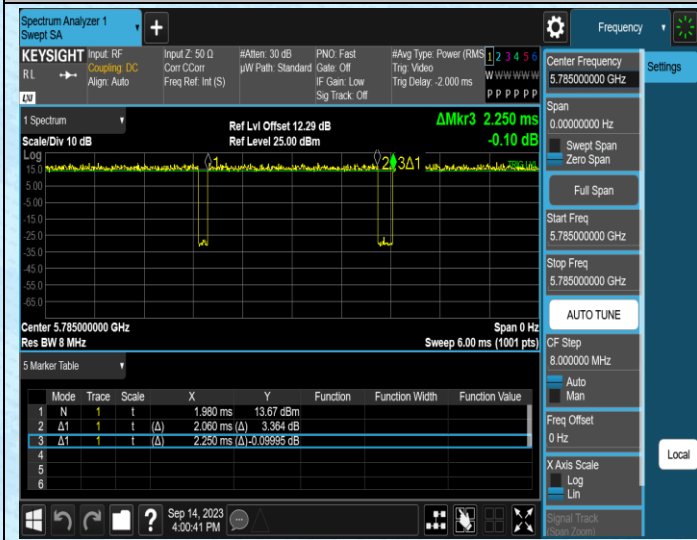 Spectrum Analyzer 1
Swept SA
+
Frequency
KEYSIGHT
RL
LXI
Input: RF
Coupling: DC
Align: Auto
Input Z: 50 Ω
Corr CCorr
Freq Ref: Int (S)
#Atten: 30 dB
µW Path: Standard
PNO: Fast
Gate: Off
IF Gain: Low
Sig Track: Off
#Avg Type: Power (RMS
Trig: Video
Trig Delay: -2.000 ms
1 2 3 4 5 6
W W W W W W
P P P P P P
1 Spectrum
Scale/Div 10 dB
Ref Lvl Offset 12.29 dB
Ref Level 25.00 dBm
ΔMkr3 2.250 ms
-0.10 dB
Log
15.0
5.00
-5.00
-15.0
-25.0
-35.0
-45.0
-55.0
-65.0
1
2
3Δ1
Center 5.785000000 GHz
Res BW 8 MHz
Span 0 Hz
Sweep 6.00 ms (1001 pts)
5 Marker Table
Mode Trace Scale X Y Function Function Width Function Value
1 N 1 t 1.980 ms 13.67 dBm
2 Δ1 1 t (Δ) 2.060 ms (Δ) 3.364 dB
3 Δ1 1 t (Δ) 2.250 ms (Δ) -0.09995 dB
4
5
6
?
Sep 14, 2023
4:00:41 PM
Center Frequency
5.785000000 GHz
Span
0.00000000 Hz
Swept Span
Zero Span
Full Span
Start Freq
5.785000000 GHz
Stop Freq
5.785000000 GHz
AUTO TUNE
CF Step
8.000000 MHz
Auto
Man
Freq Offset
0 Hz
X Axis Scale
Log
Lin
Signal Track
(Span Zoom)
Settings
Local